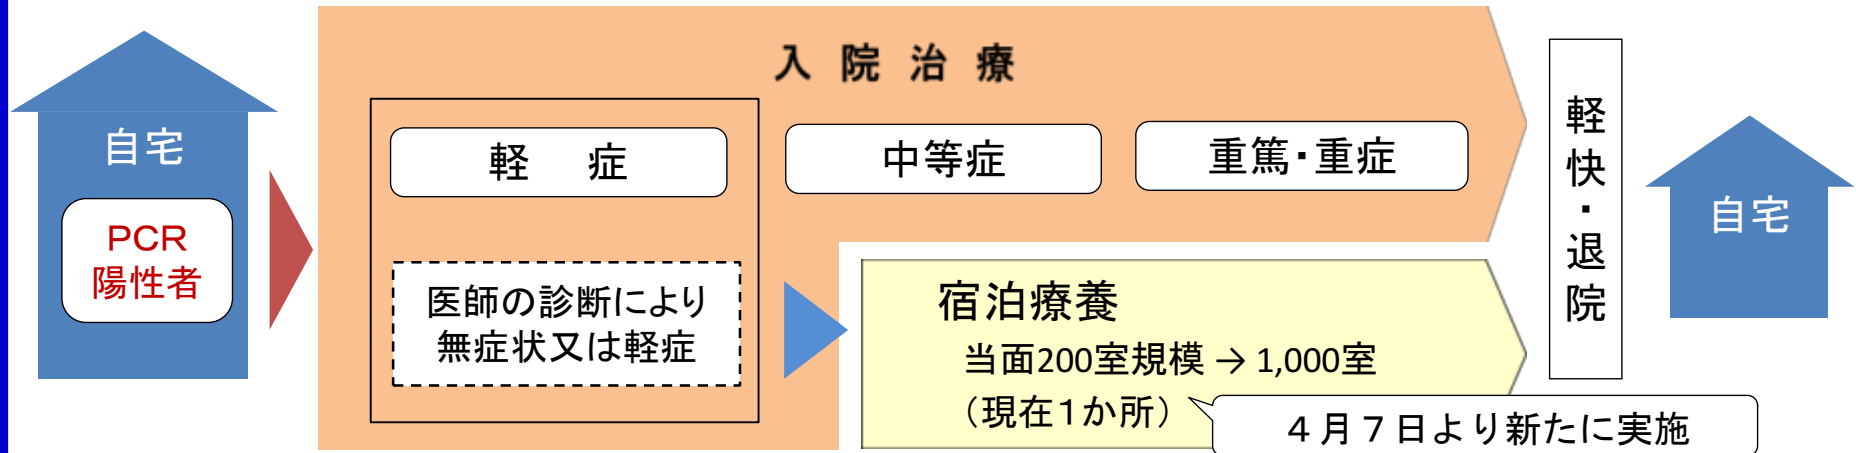 自宅
PCR
陽性者
入院治療
軽　症
中等症
重篤・重症
医師の診断により
無症状又は軽症
宿泊療養
当面200室規模 → 1,000室
（現在１か所）
４月７日より新たに実施
軽快・退院
自宅